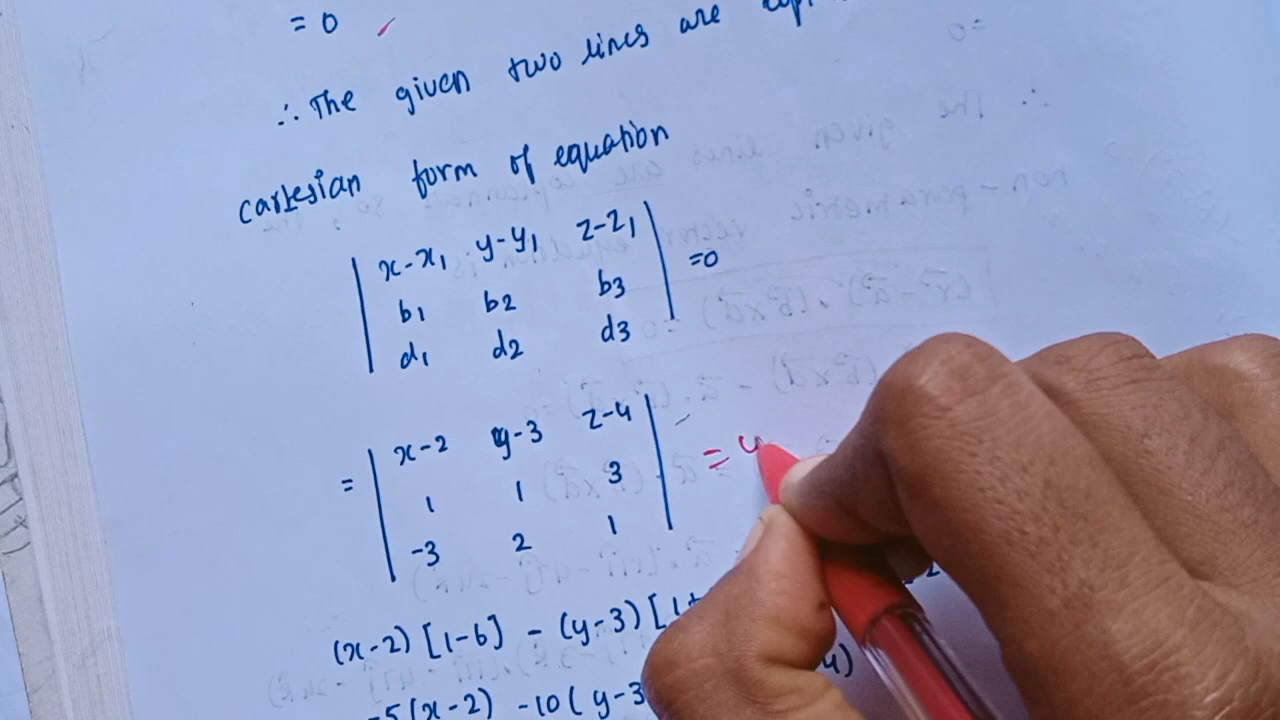 = 0
∴ The given two lines are
cartesian form of equation
| x-x₁ y-y₁ z-z₁ |
| b₁ b₂ b₃ | =0
| d₁ d₂ d₃ |
| x-2 y-3 z-4 |
= | 1 1 3 | =
| -3 2 1 |
(x-2) [1-6] - (y-3) [1+
-5(x-2) -10( y-3 4)